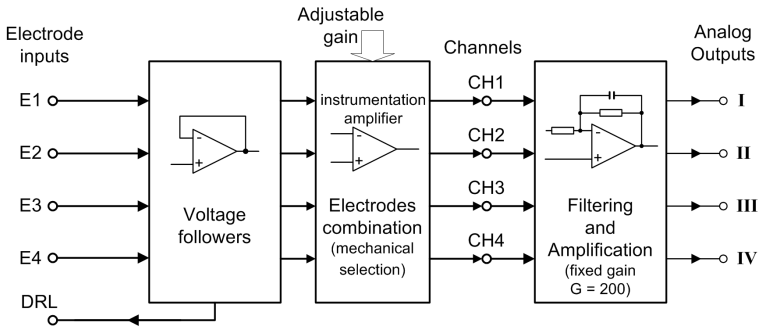 Adjustable
gain
Electrode
inputs
Channels
Analog
Outputs
E1
E2
E3
E4
DRL
-
+
Voltage
followers
instrumentation
amplifier
-
+
Electrodes
combination
(mechanical
selection)
CH1
CH2
CH3
CH4
-
+
Filtering
and
Amplification
(fixed gain
G = 200)
I
II
III
IV